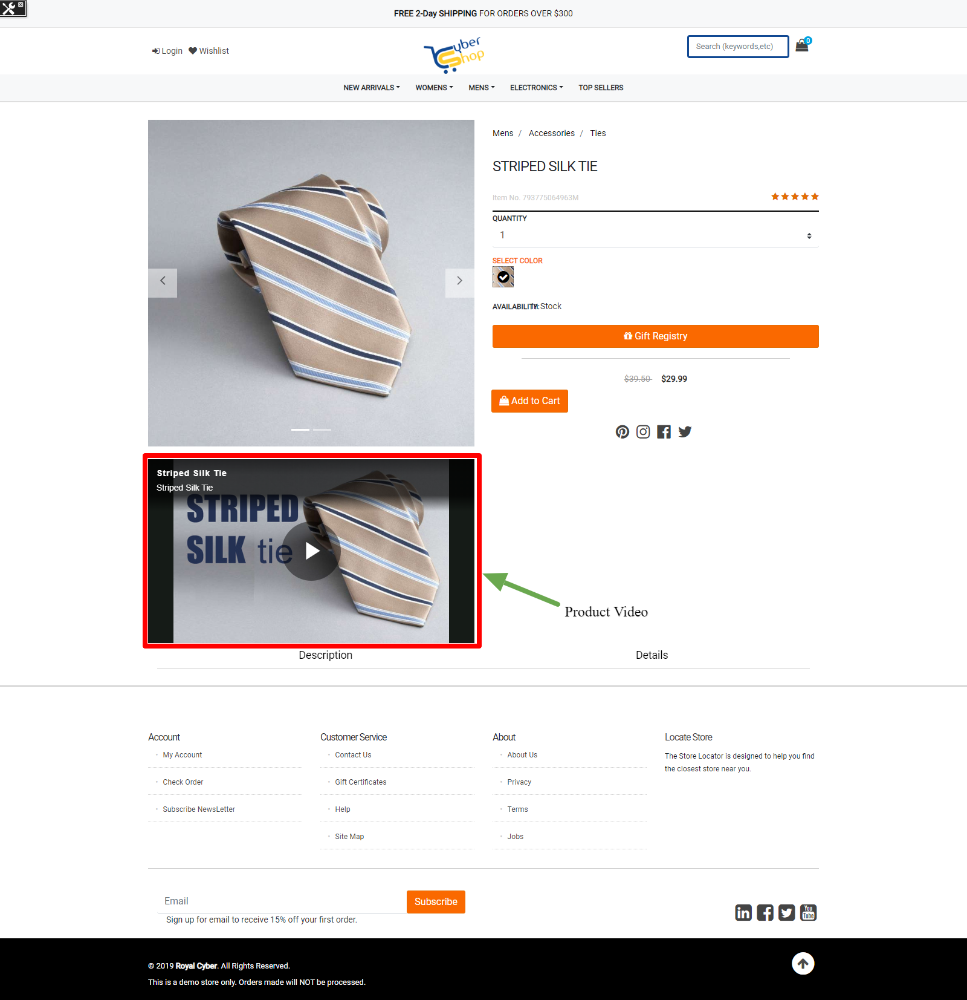 FREE 2-Day SHIPPING FOR ORDERS OVER $300
Login Wishlist
Cyber Shop
Search (keywords,etc)
0
NEW ARRIVALS WOMENS MENS ELECTRONICS TOP SELLERS
Mens / Accessories / Ties
STRIPED SILK TIE
Item No. 793775064963M
QUANTITY
1
SELECT COLOR
AVAILABILITY: In Stock
Gift Registry
$39.50 $29.99
Add to Cart
Striped Silk Tie
Striped Silk Tie
STRIPED
SILK tie
Product Video
Description Details
Account
My Account
Check Order
Subscribe NewsLetter
Customer Service
Contact Us
Gift Certificates
Help
Site Map
About
About Us
Privacy
Terms
Jobs
Locate Store
The Store Locator is designed to help you find
the closest store near you.
Email
Subscribe
Sign up for email to receive 15% off your first order.
in
You
Tube
© 2019 Royal Cyber. All Rights Reserved.
This is a demo store only. Orders made will NOT be processed.